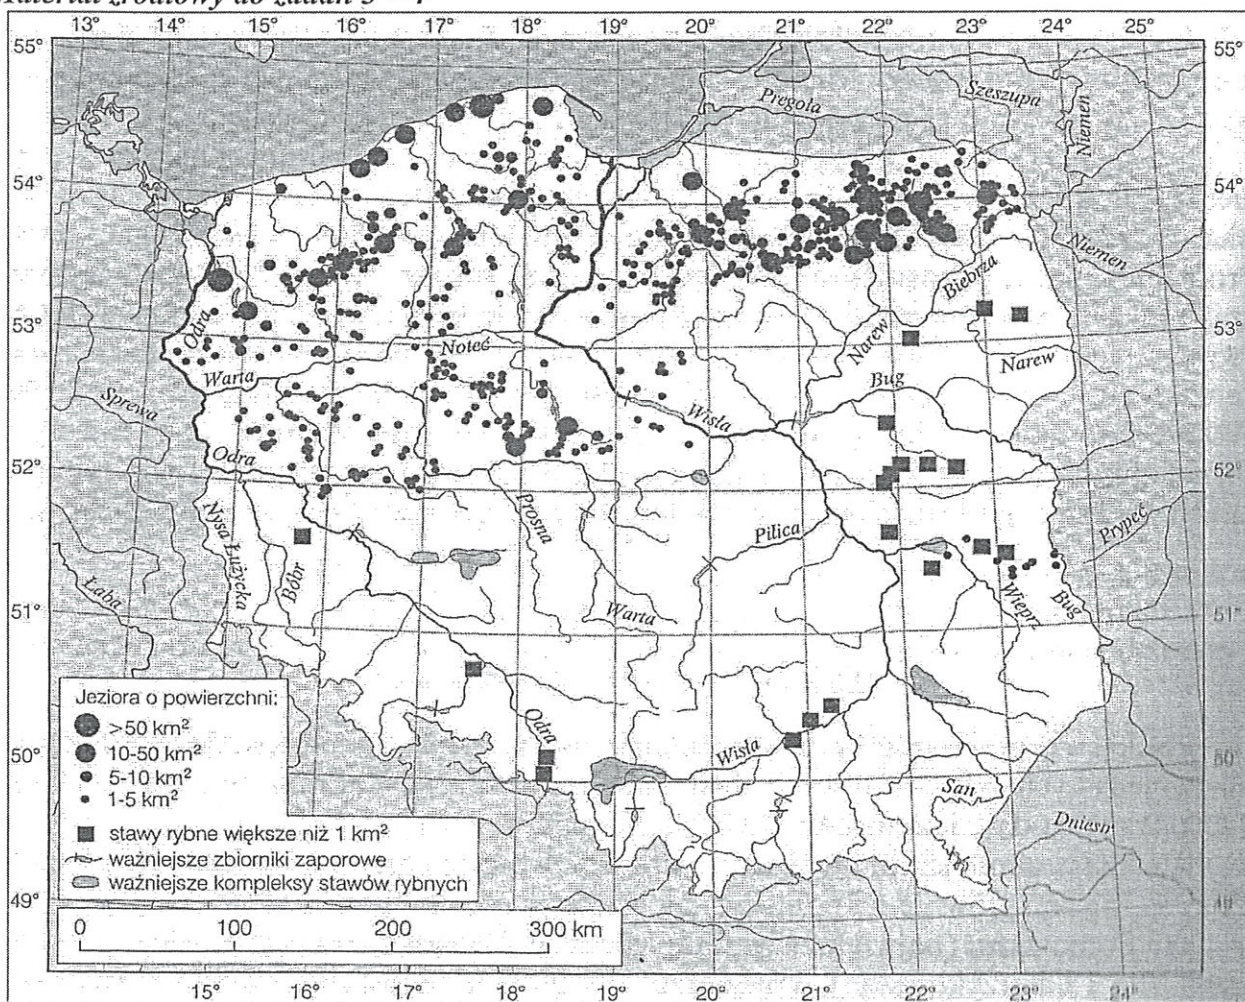 Materiał źródłowy do zadań 3 – 4
13° 14° 15° 16° 17° 18° 19° 20° 21° 22° 23° 24° 25°
55° 55°
Pregoła
Szeszupa
Niemen
54° 54°
Niemen
Biebrza
Odra
53° 53°
Noteć
Narew
Narew
Warta
Bug
Sprewa
Wisła
Odra
52° 52°
Nysa Łużycka
Bóbr
Prosna
Pilica
Prypeć
Łaba
Warta
Wieprz
Bug
51° 51°
Jeziora o powierzchni:
>50 km²
10-50 km²
5-10 km²
1-5 km²
Odra
50° 50°
Wisła
San
Dniestr
stawy rybne większe niż 1 km²
ważniejsze zbiorniki zaporowe
ważniejsze kompleksy stawów rybnych
49° 49°
0 100 200 300 km
15° 16° 17° 18° 19° 20° 21° 22° 23° 24°